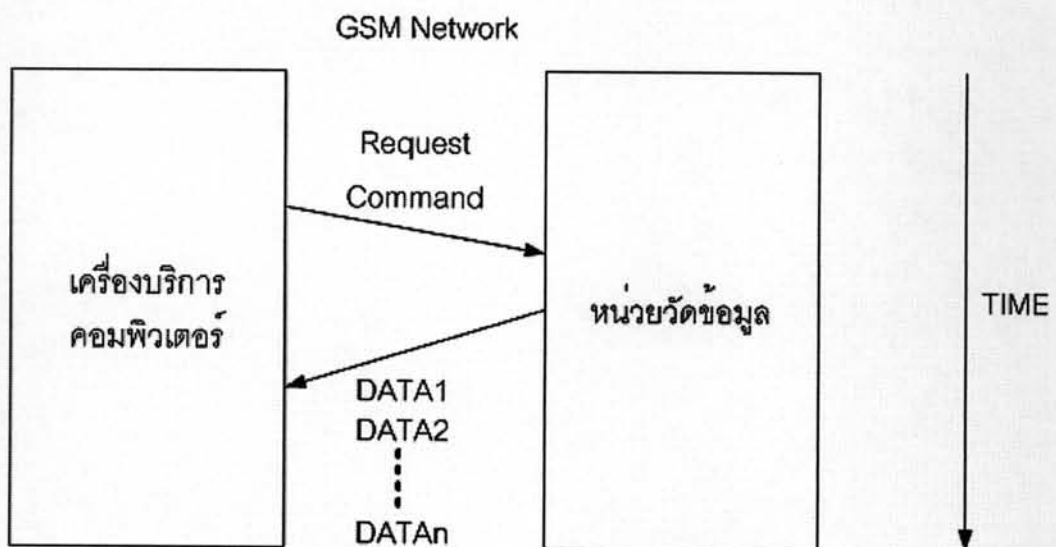 GSM Network
Request
Command
เครื่องบริการ
คอมพิวเตอร์
หน่วยวัดข้อมูล
TIME
DATA1
DATA2
DATAn